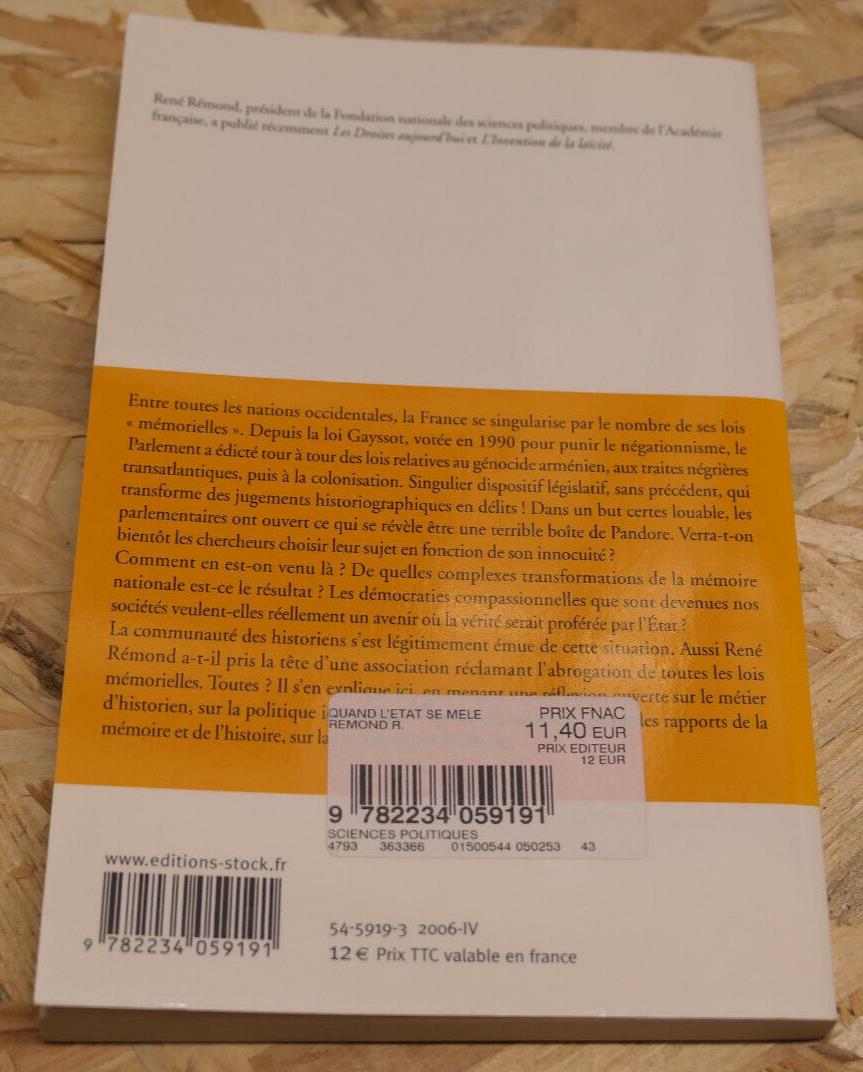 René Rémond, président de la Fondation nationale des sciences politiques, membre de l'Académie
française, a publié récemment Les Droites aujourd'hui et L'Invention de la laïcité.
Entre toutes les nations occidentales, la France se singularise par le nombre de ses lois
« mémorielles ». Depuis la loi Gayssot, votée en 1990 pour punir le négationnisme, le
Parlement a édicté tour à tour des lois relatives au génocide arménien, aux traites négrières
transatlantiques, puis à la colonisation. Singulier dispositif législatif, sans précédent, qui
transforme des jugements historiographiques en délits ! Dans un but certes louable, les
parlementaires ont ouvert ce qui se révèle être une terrible boîte de Pandore. Verra-t-on
bientôt les chercheurs choisir leur sujet en fonction de son innocuité ?
Comment en est-on venu là ? De quelles complexes transformations de la mémoire
nationale est-ce le résultat ? Les démocraties compassionnelles que sont devenues nos
sociétés veulent-elles réellement un avenir où la vérité serait proférée par l'État ?
La communauté des historiens s'est légitimement émue de cette situation. Aussi René
Rémond a-t-il pris la tête d'une association réclamant l'abrogation de toutes les lois
mémorielles. Toutes ? Il s'en explique ici, en menant une réflexion ouverte sur le métier
d'historien, sur la politique les rapports de la
mémoire et de l'histoire, sur la
QUAND L'ETAT SE MELE PRIX FNAC
REMOND R. 11,40 EUR
PRIX EDITEUR
12 EUR
9 782234 059191
SCIENCES POLITIQUES
4793 363366 01500544 050253 43
www.editions-stock.fr
9 782234 059191
54-5919-3 2006-IV
12 € Prix TTC valable en france